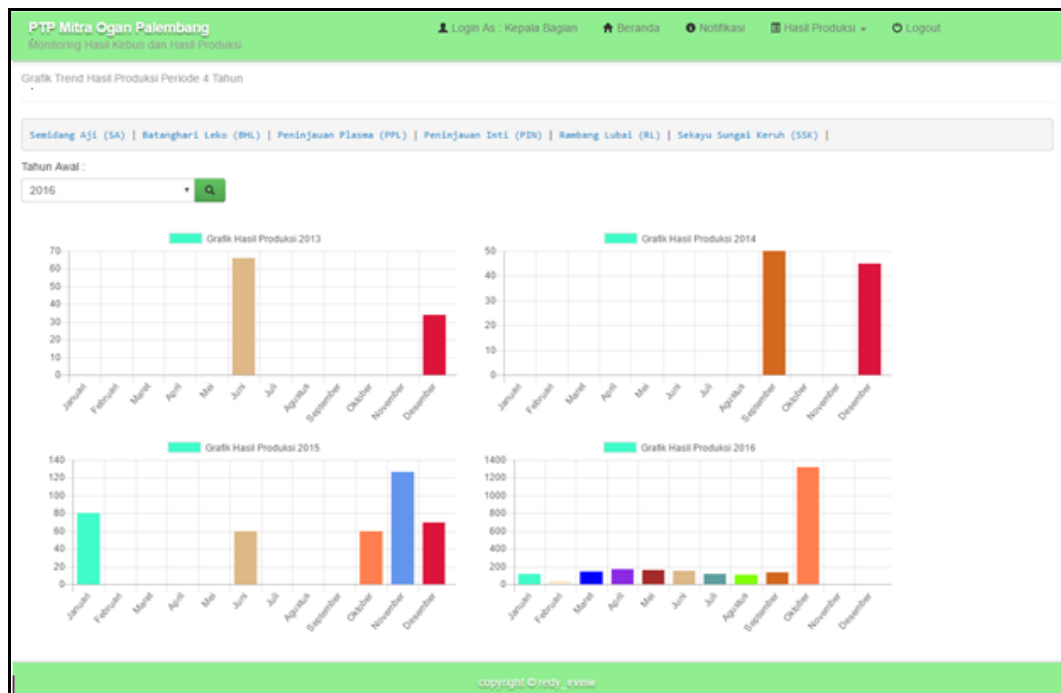 PTP Mitra Ogan Palembang
Monitoring Hasil Kebun dan Hasil Produksi
Login As : Kepala Bagian Beranda Notifikasi Hasil Produksi Logout
Grafik Trend Hasil Produksi Periode 4 Tahun
Semidang Aji (SA) | Batanghari Leko (BHL) | Peninjauan Plasma (PPL) | Peninjauan Inti (PIN) | Rambang Lubai (RL) | Sekayu Sungai Keruh (SSK) |
Tahun Awal :
2016
Grafik Hasil Produksi 2013
70
60
50
40
30
20
10
0
Januari Februari Maret April Mei Juni Juli Agustus September Oktober November Desember
Grafik Hasil Produksi 2014
50
40
30
20
10
0
Januari Februari Maret April Mei Juni Juli Agustus September Oktober November Desember
Grafik Hasil Produksi 2015
140
120
100
80
60
40
20
0
Januari Februari Maret April Mei Juni Juli Agustus September Oktober November Desember
Grafik Hasil Produksi 2016
1400
1200
1000
800
600
400
200
0
Januari Februari Maret April Mei Juni Juli Agustus September Oktober November Desember
copyright ©